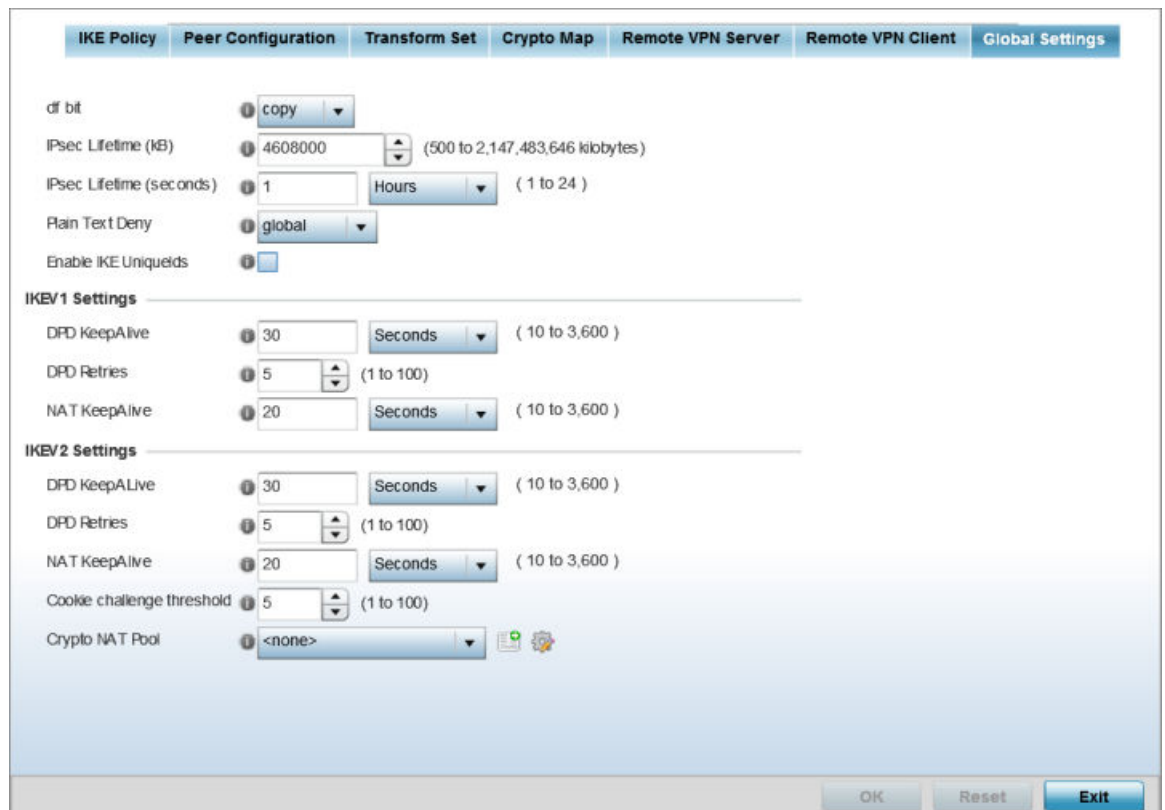 IKE Policy Peer Configuration Transform Set Crypto Map Remote VPN Server Remote VPN Client Global Settings
df bit copy
IPsec Lifetime (kB) 4608000 (500 to 2,147,483,646 kilobytes)
IPsec Lifetime (seconds) 1 Hours ( 1 to 24 )
Plain Text Deny global
Enable IKE UniqueIds
IKEV1 Settings
DPD KeepAlive 30 Seconds ( 10 to 3,600 )
DPD Retries 5 (1 to 100)
NAT KeepAlive 20 Seconds ( 10 to 3,600 )
IKEV2 Settings
DPD KeepALive 30 Seconds ( 10 to 3,600 )
DPD Retries 5 (1 to 100)
NAT KeepAlive 20 Seconds ( 10 to 3,600 )
Cookie challenge threshold 5 (1 to 100)
Crypto NAT Pool <none>
OK Reset Exit